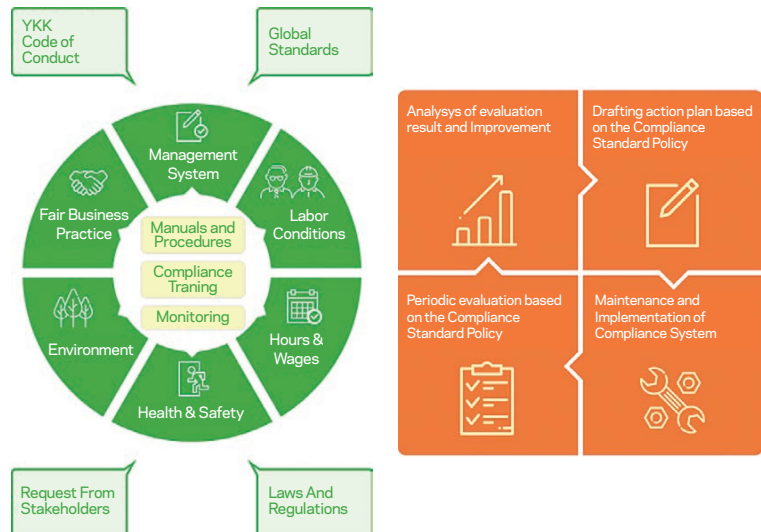 YKK
Code of
Conduct
Global
Standards
Management
System
Fair Business
Practice
Labor
Conditions
Manuals and
Procedures
Compliance
Traning
Monitoring
Environment
Hours &
Wages
Health & Safety
Request From
Stakeholders
Laws And
Regulations
Analysys of evaluation
result and Improvement
Drafting action plan based
on the Compliance
Standard Policy
Periodic evaluation based
on the Compliance
Standard Policy
Maintenance and
Implementation of
Compliance System